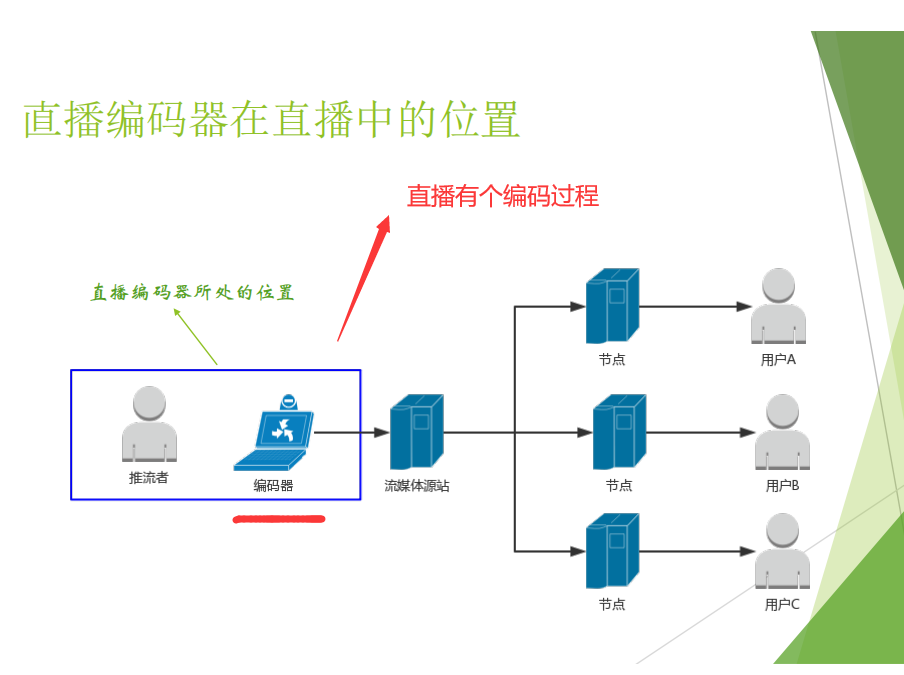 直播编码器在直播中的位置
直播有个编码过程
直播编码器所处的位置
节点
用户A
推流者
编码器
流媒体源站
节点
用户B
节点
用户C